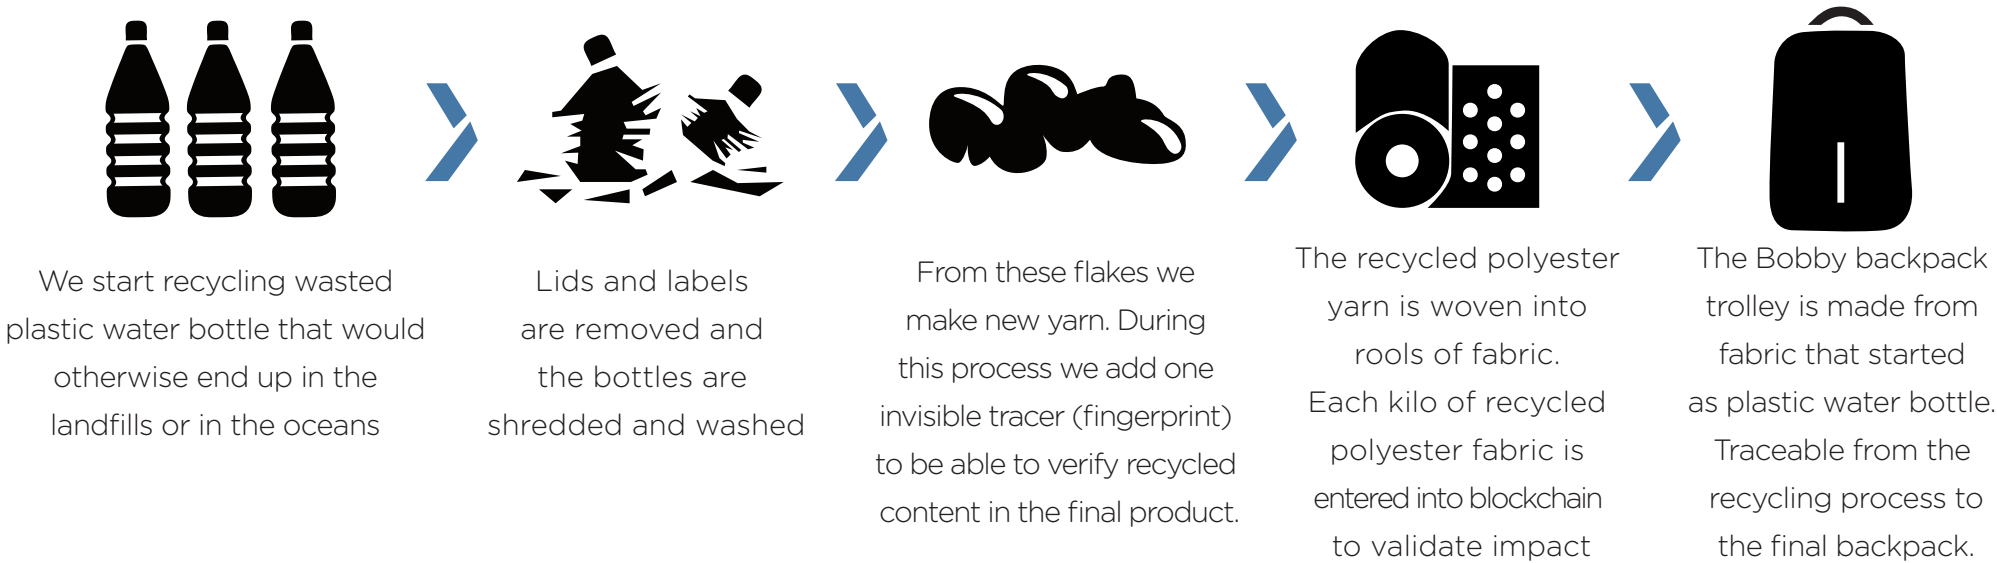 We start recycling wasted
plastic water bottle that would
otherwise end up in the
landfills or in the oceans
Lids and labels
are removed and
the bottles are
shredded and washed
From these flakes we
make new yarn. During
this process we add one
invisible tracer (fingerprint)
to be able to verify recycled
content in the final product.
The recycled polyester
yarn is woven into
rools of fabric.
Each kilo of recycled
polyester fabric is
entered into blockchain
to validate impact
The Bobby backpack
trolley is made from
fabric that started
as plastic water bottle.
Traceable from the
recycling process to
the final backpack.